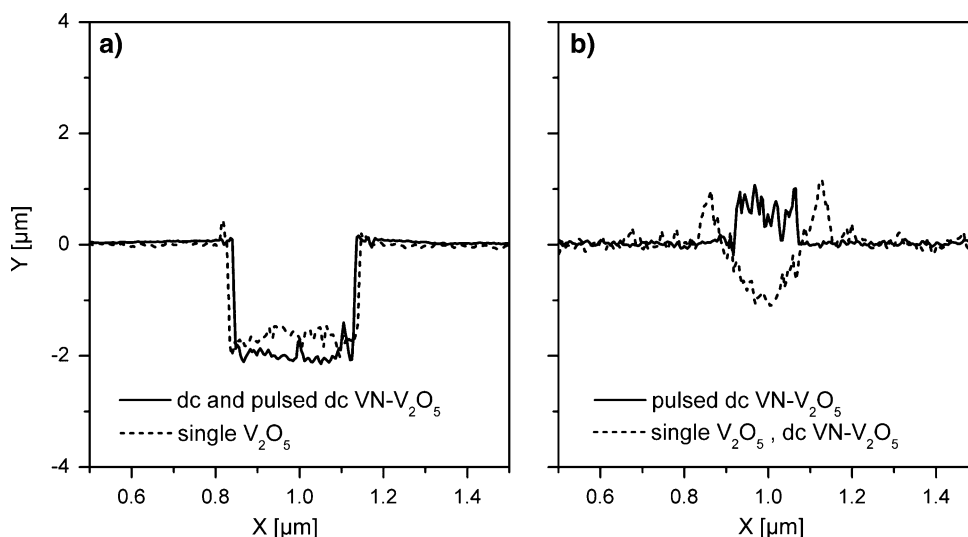 a)
4
2
0
-2
-4
Y [µm]
dc and pulsed dc VN-V₂O₅
single V₂O₅
0.6 0.8 1.0 1.2 1.4
X [µm]
b)
pulsed dc VN-V₂O₅
single V₂O₅ , dc VN-V₂O₅
0.6 0.8 1.0 1.2 1.4
X [µm]